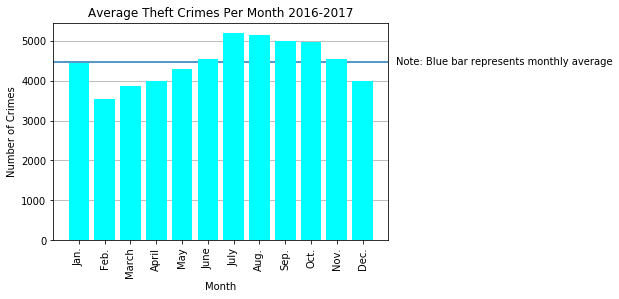 Average Theft Crimes Per Month 2016-2017
5000
4000
3000
2000
1000
0
Number of Crimes
Note: Blue bar represents monthly average
Jan.
Feb.
March
April
May
June
July
Aug.
Sep.
Oct.
Nov.
Dec.
Month